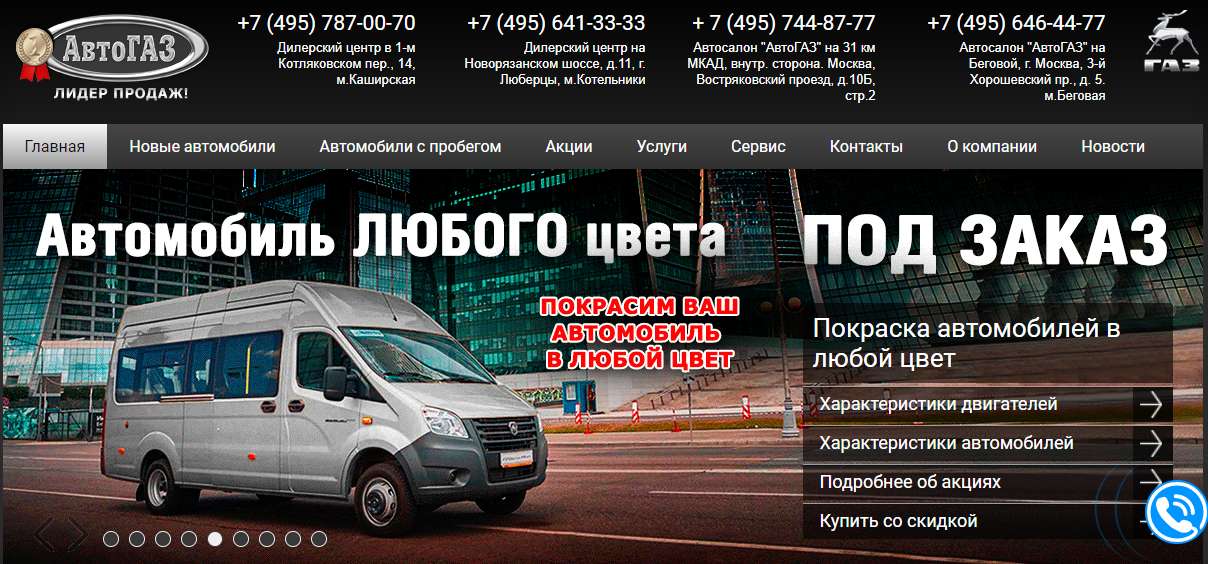 АвтоГАЗ
ЛИДЕР ПРОДАЖ!
+7 (495) 787-00-70
Дилерский центр в 1-м
Котляковском пер., 14,
м.Каширская
+7 (495) 641-33-33
Дилерский центр на
Новорязанском шоссе, д.11, г.
Люберцы, м.Котельники
+ 7 (495) 744-87-77
Автосалон "АвтоГАЗ" на 31 км
МКАД, внутр. сторона. Москва,
Востряковский проезд, д.10Б,
стр.2
+7 (495) 646-44-77
Автосалон "АвтоГАЗ" на
Беговой, г. Москва, 3-й
Хорошевский пр., д. 5.
м.Беговая
ГАЗ
Главная
Новые автомобили
Автомобили с пробегом
Акции
Услуги
Сервис
Контакты
О компании
Новости
Автомобиль ЛЮБОГО цвета
ПОД ЗАКАЗ
ПОКРАСИМ ВАШ
АВТОМОБИЛЬ
В ЛЮБОЙ ЦВЕТ
Покраска автомобилей в
любой цвет
Характеристики двигателей
Характеристики автомобилей
Подробнее об акциях
Купить со скидкой